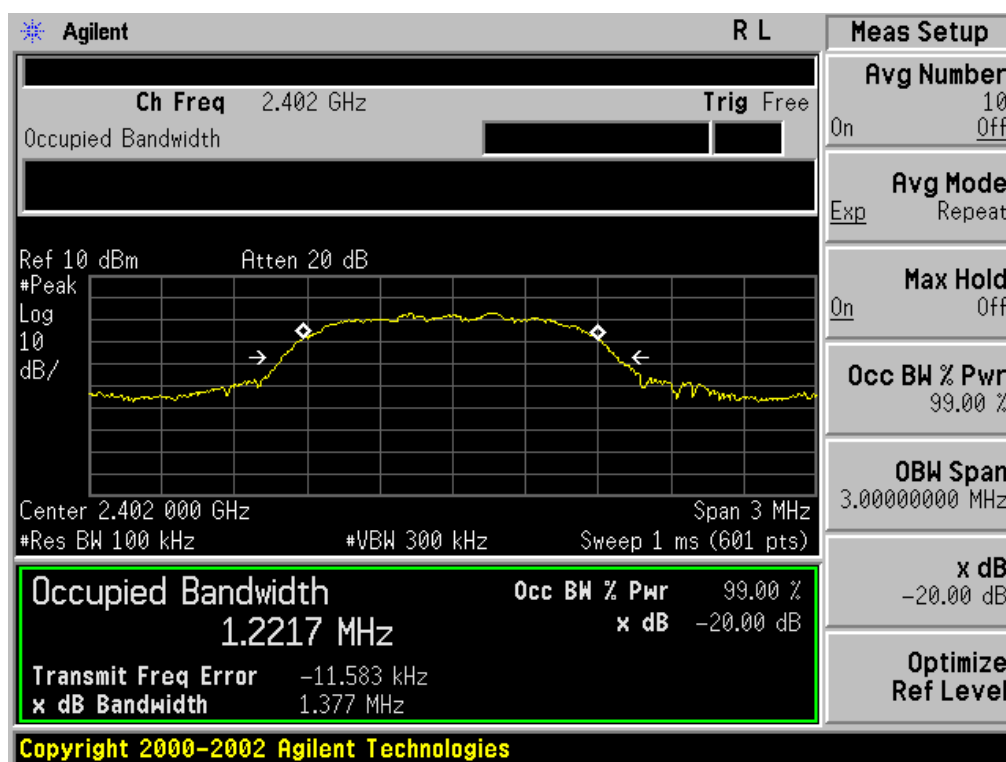 Agilent R L Meas Setup
Ch Freq 2.402 GHz Trig Free
Occupied Bandwidth
Avg Number
10
On Off
Avg Mode
Exp Repeat
Max Hold
On Off
Occ BW % Pwr
99.00 %
OBW Span
3.00000000 MHz
x dB
-20.00 dB
Optimize
Ref Level
Ref 10 dBm Atten 20 dB
#Peak
Log
10
dB/
Center 2.402 000 GHz Span 3 MHz
#Res BW 100 kHz #VBW 300 kHz Sweep 1 ms (601 pts)
Occupied Bandwidth
1.2217 MHz
Occ BW % Pwr 99.00 %
x dB -20.00 dB
Transmit Freq Error -11.583 kHz
x dB Bandwidth 1.377 MHz
Copyright 2000-2002 Agilent Technologies